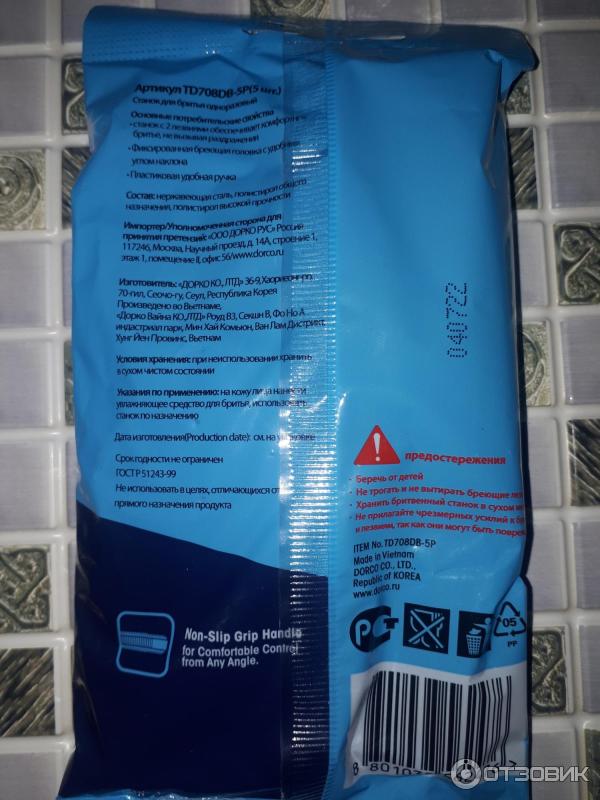 Артикул TD708DB-5P(5 шт.)
Станок для бритья одноразовый
Основные потребительские свойства
• станок с 2 лезвиями обеспечивает комфортное
бритье, не вызывая раздражения
• Фиксированная бреющая головка с удобным
углом наклона
• Пластиковая удобная ручка
Состав: нержавеющая сталь, полистирол общего
назначения, полистирол высокой прочности
Импортер/Уполномоченная сторона для
принятия претензий: «ООО ДОРКО РУС» Россия
117246, Москва, Научный проезд, д. 14А, строение 1,
этаж 1, помещение II, офис 56/www.dorco.ru
Изготовитель: «ДОРКО КО., ЛТД» 36-9, Хаорионг-ро,
70-гил, Сеочо-гу, Сеул, Республика Корея
Произведено во Вьетнаме,
«Дорко Вайна КО., ЛТД» Роуд В3, Секшн В, Фо Но А
индастриал парк, Мин Хай Комьюн, Ван Лам Дистрикт,
Хунг Йен Провинс, Вьетнам
Условия хранения: при неиспользовании хранить
в сухом чистом состоянии
Указания по применению: на кожу лица нанести
увлажняющее средство для бритья, использовать
станок по назначению
Дата изготовления(Production date): см. на упаковке
Срок годности не ограничен
ГОСТ Р 51243-99
Не использовать в целях, отличающихся от
прямого назначения продукта
040722
предостережения
• Беречь от детей
• Не трогать и не вытирать бреющие
• Хранить бритвенный станок в сухом
• Не прилагайте чрезмерных усилий к
и лезвиям, так как они могут быть
ITEM No. TD708DB-5P
Made in Vietnam
DORCO CO., LTD.,
Republic of KOREA
www.dorco.ru
РСТ
05
PP
Non-Slip Grip Handle
for Comfortable Control
from Any Angle.
8 80103
ОТЗОВИК